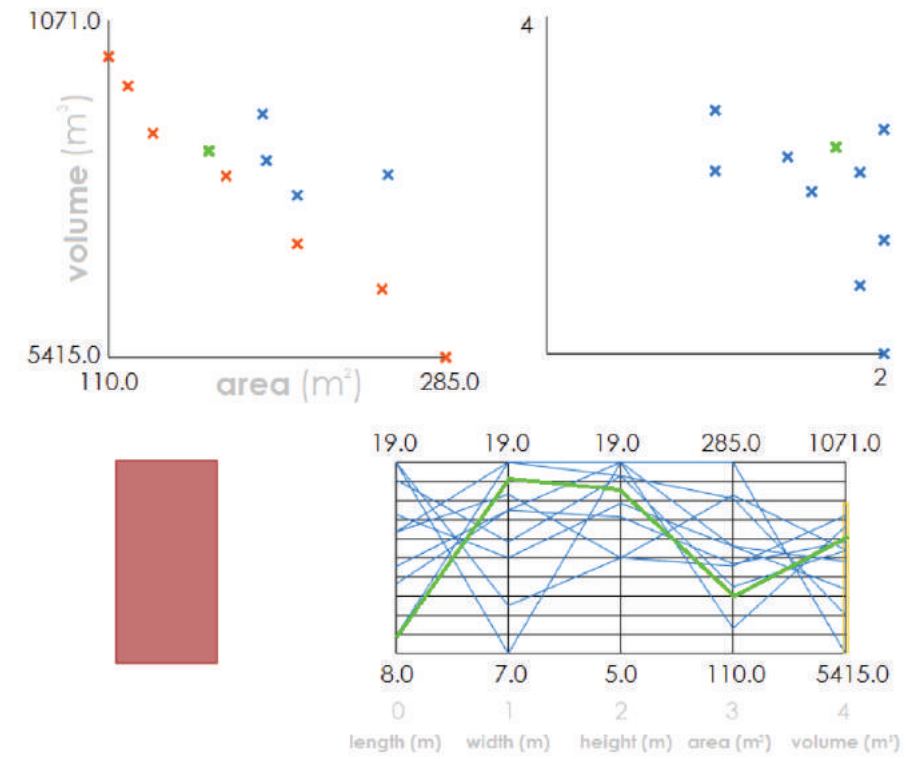 1071.0
volume (m³)
5415.0
110.0
area (m²)
285.0
4
2
19.0 19.0 19.0 285.0 1071.0
8.0 7.0 5.0 110.0 5415.0
0 1 2 3 4
length (m) width (m) height (m) area (m²) volume (m³)